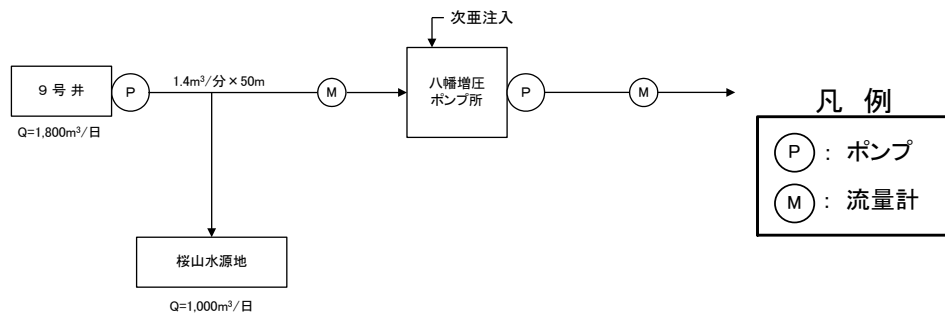 次亜注入
9 号 井
P
1.4m³/分×50m
M
八幡増圧
ポンプ所
P
M
Q=1,800m³/日
桜山水源地
Q=1,000m³/日
凡 例
P : ポンプ
M : 流量計